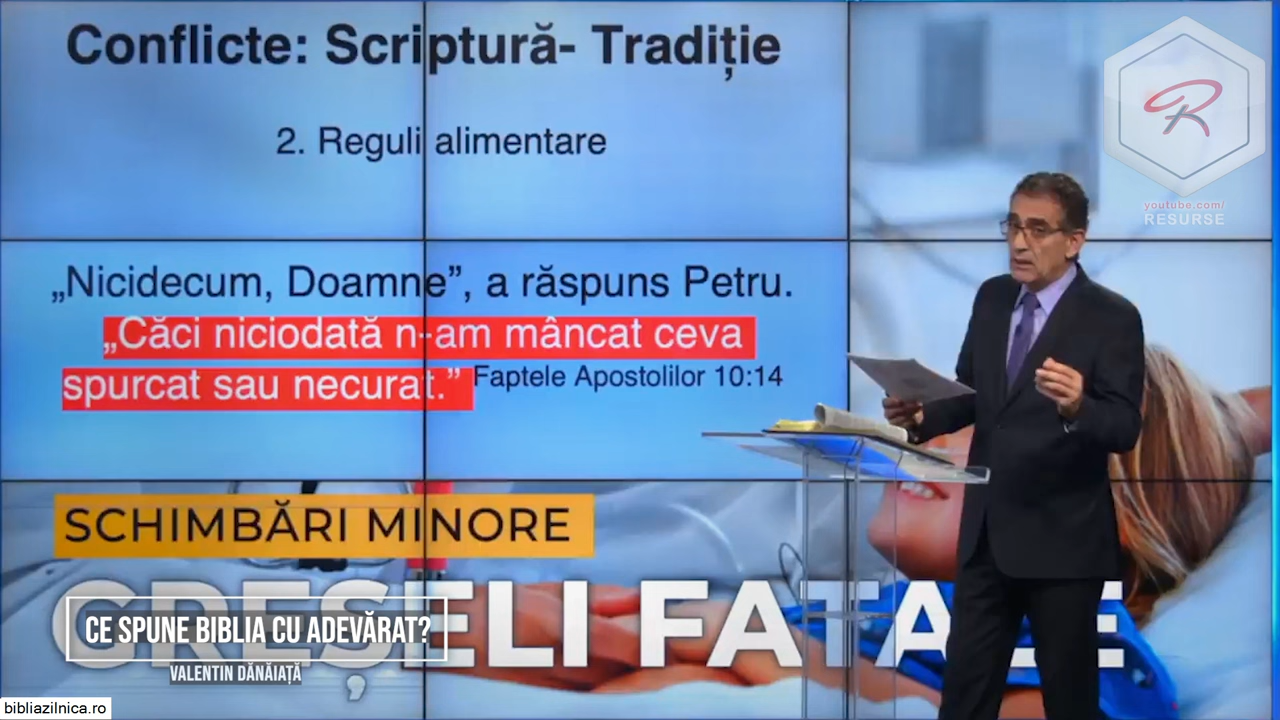 Conflicte: Scriptură- Tradiție
2. Reguli alimentare
„Nicidecum, Doamne”, a răspuns Petru.
„Căci niciodată n-am mâncat ceva
spurcat sau necurat.” Faptele Apostolilor 10:14
SCHIMBĂRI MINORE
GREȘELI FATALE
CE SPUNE BIBLIA CU ADEVĂRAT?
VALENTIN DĂNĂIAȚĂ
bibliazilnica.ro
R
youtube.com/
RESURSE